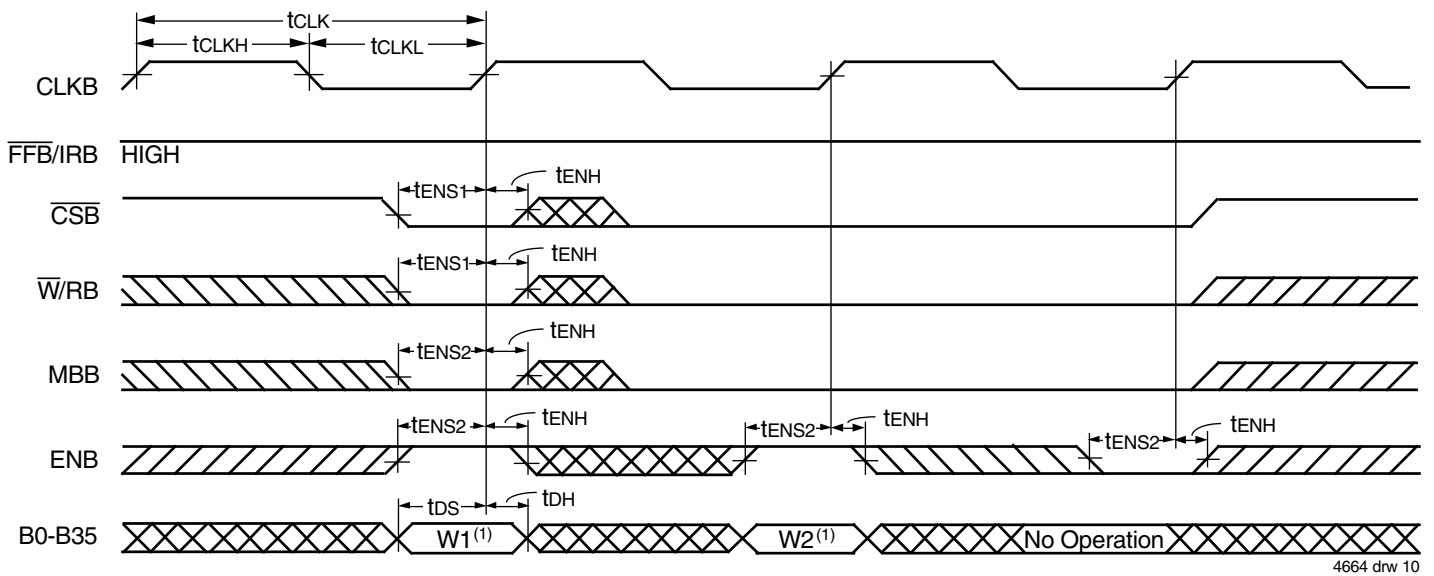 tCLK
tCLKH tCLKL
CLKB
FFB/IRB HIGH
tENS1 tENH
CSB
tENS1 tENH
W/RB
tENS2 tENH
MBB
tENS2 tENH tENS2 tENH tENS2 tENH
ENB
tDS tDH
B0-B35 W1(1) W2(1) No Operation
4664 drw 10